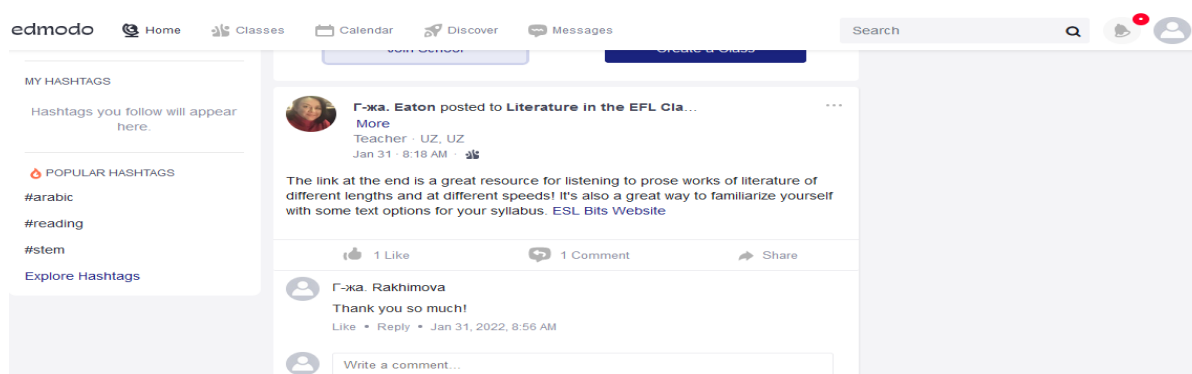 edmodo Home Classes Calendar Discover Messages Search
Join School Create a Class
MY HASHTAGS
Hashtags you follow will appear
here.
POPULAR HASHTAGS
#arabic
#reading
#stem
Explore Hashtags
Г-жа. Eaton posted to Literature in the EFL Cla...
More
Teacher · UZ, UZ
Jan 31 · 8:18 AM ·
The link at the end is a great resource for listening to prose works of literature of
different lengths and at different speeds! It's also a great way to familiarize yourself
with some text options for your syllabus. ESL Bits Website
1 Like 1 Comment Share
Г-жа. Rakhimova
Thank you so much!
Like • Reply • Jan 31, 2022, 8:56 AM
Write a comment...